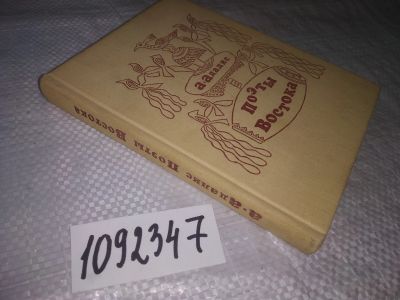 А. Адалис
Поэты
Востока
А. Адалис Поэты Востока
1092347